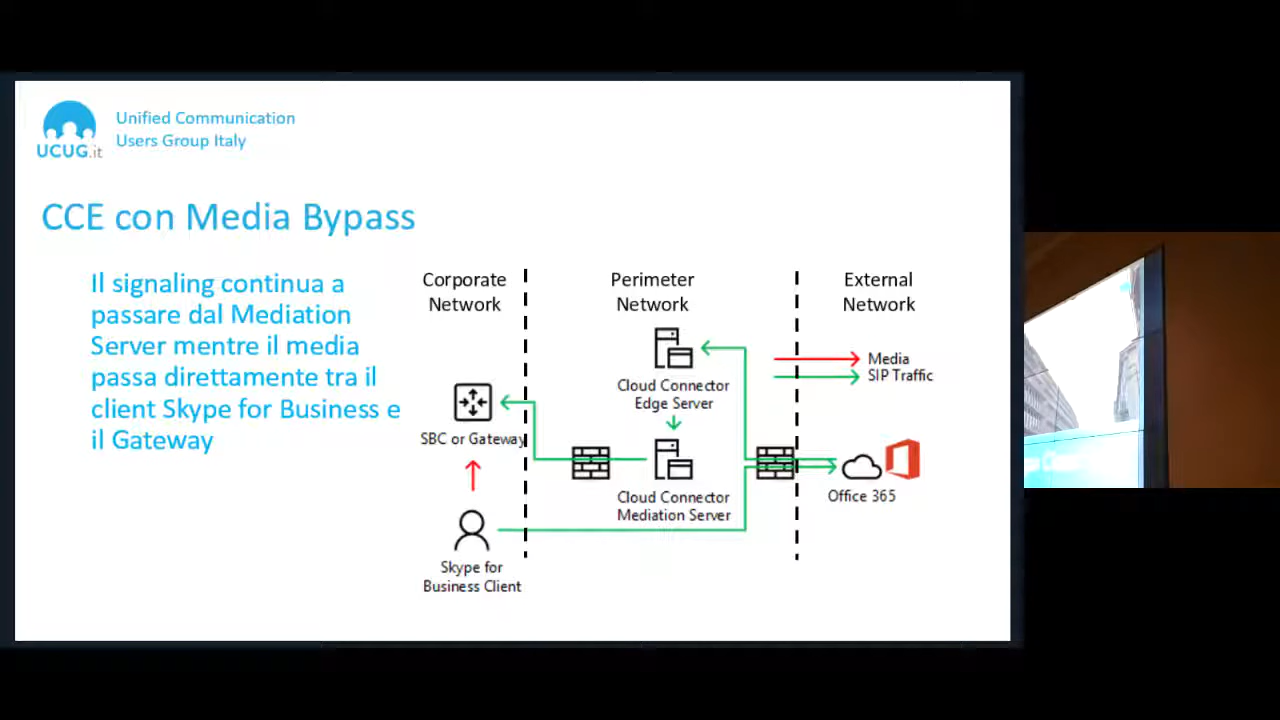 Unified Communication
Users Group Italy
UCUG.it
CCE con Media Bypass
Il signaling continua a
passare dal Mediation
Server mentre il media
passa direttamente tra il
client Skype for Business e
il Gateway
Corporate
Network
Perimeter
Network
External
Network
Media
SIP Traffic
Cloud Connector
Edge Server
SBC or Gateway
Cloud Connector
Mediation Server
Office 365
Skype for
Business Client